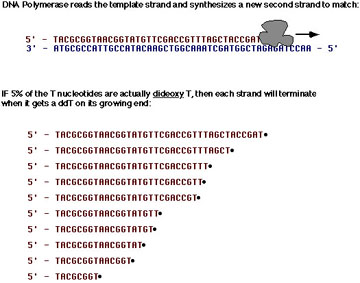 DNA Polymerase reads the template strand and synthesizes a new second strand to match:
5' - TACGCGGTAACGGTATGTTCGACCGTTTAGCTACCGAT
3' - ATGCGCCATTGCCATACAAGCTGGCAAATCGATGGCTAGAGATCCAA - 5'
IF 5% of the T nucleotides are actually dideoxy T, then each strand will terminate
when it gets a ddT on its growing end:
5' - TACGCGGTAACGGTATGTTCGACCGTTTAGCTACCGAT•
5' - TACGCGGTAACGGTATGTTCGACCGTTTAGCT•
5' - TACGCGGTAACGGTATGTTCGACCGTTT•
5' - TACGCGGTAACGGTATGTTCGACCGTT•
5' - TACGCGGTAACGGTATGTTCGACCGT•
5' - TACGCGGTAACGGTATGTT•
5' - TACGCGGTAACGGTATGT•
5' - TACGCGGTAACGGTAT•
5' - TACGCGGTAACGGT•
5' - TACGCGGT•